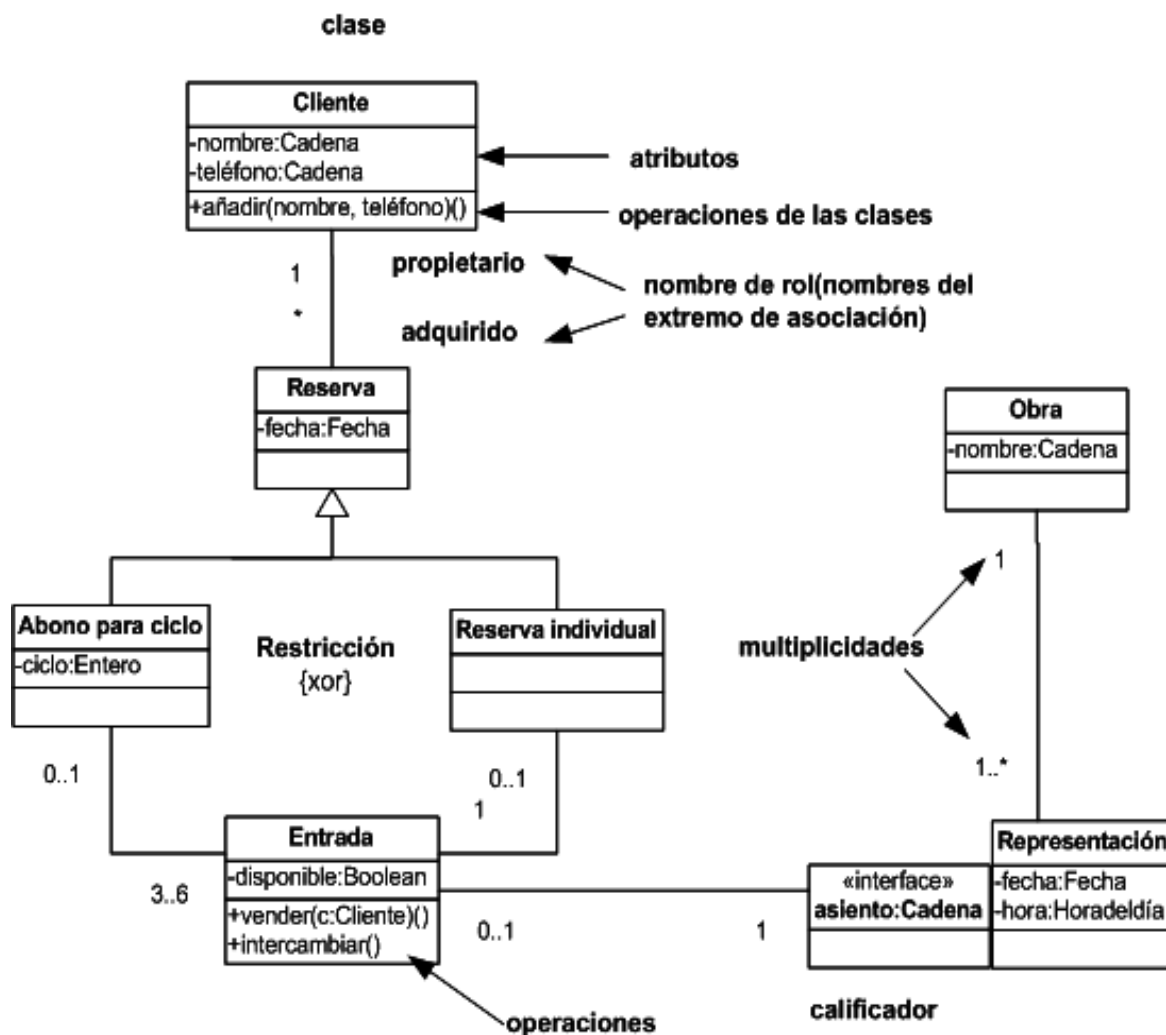 clase
Cliente
-nombre:Cadena
-teléfono:Cadena
+añadir(nombre, teléfono)()
atributos
operaciones de las clases
1
propietario
nombre de rol(nombres del
extremo de asociación)
*
adquirido
Reserva
-fecha:Fecha
Obra
-nombre:Cadena
1
multiplicidades
1..*
Abono para ciclo
-ciclo:Entero
Restricción
{xor}
Reserva individual
0..1
0..1
1
3..6
Entrada
-disponible:Boolean
+vender(c:Cliente)()
+intercambiar()
0..1
1
«interface»
asiento:Cadena
Representación
-fecha:Fecha
-hora:Horadeldía
calificador
operaciones